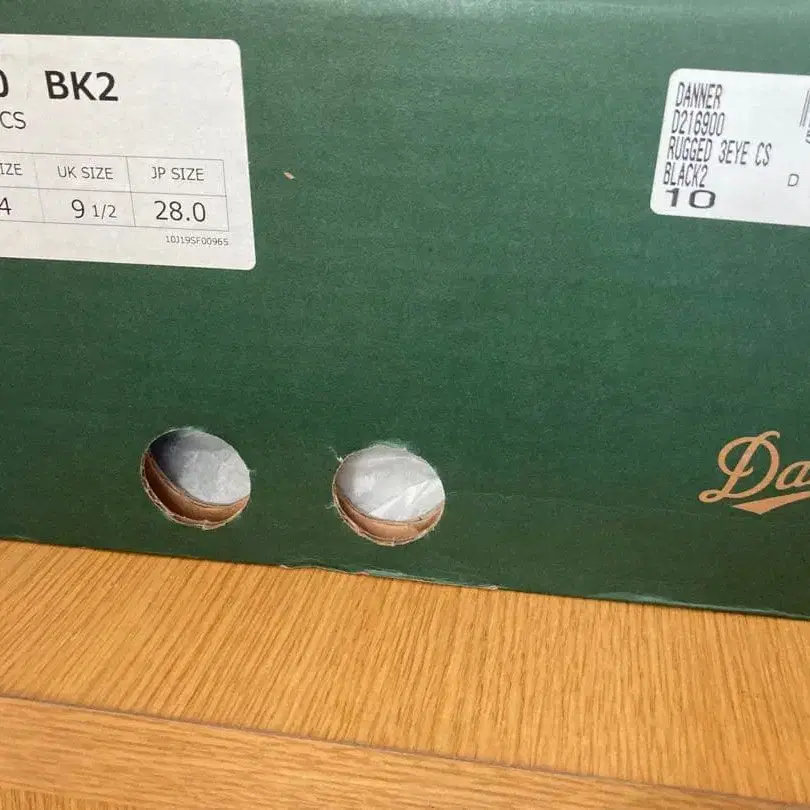 0 BK2
CS
IZE UK SIZE JP SIZE
4 9 1/2 28.0
10J19SF00965
DANNER
D216900
RUGGED 3EYE CS
BLACK2 D
10
Da